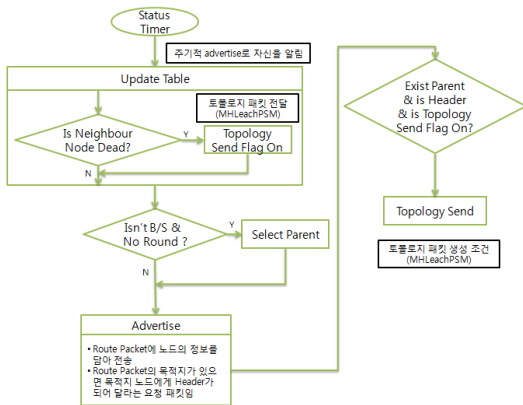 Status
Timer
주기적 advertise로 자신을 알림
Update Table
토폴로지 패킷 전달
(MHLeachPSM)
Is Neighbour
Node Dead?
Y
Topology
Send Flag On
N
Isn't B/S &
No Round ?
Y
Select Parent
N
Advertise
• Route Packet에 노드의 정보를
담아 전송
• Route Packet의 목적지가 있으
면 목적지 노드에게 Header가
되어 달라는 요청 패킷임
Exist Parent
& is Header
& is Topology
Send Flag On?
Topology Send
토폴로지 패킷 생성 조건
(MHLeachPSM)